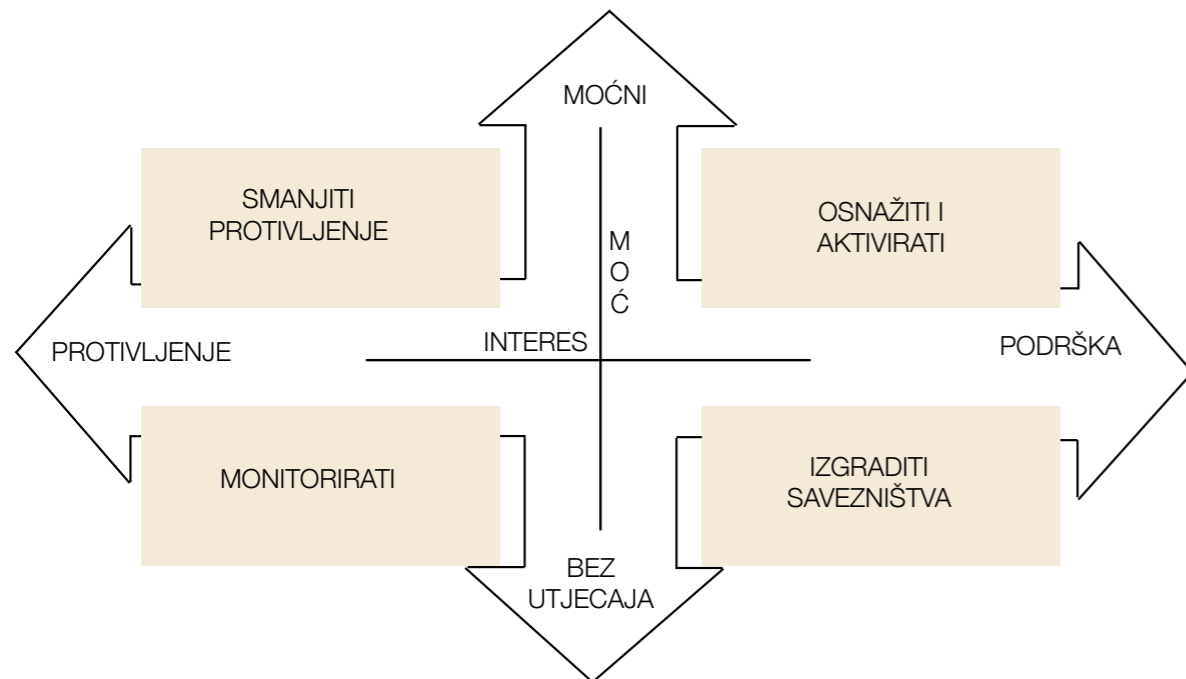 MOĆNI
SMANJITI
PROTIVLJENJE
OSNAŽITI I
AKTIVIRATI
M
O
Ć
INTERES
PROTIVLJENJE
PODRŠKA
MONITORIRATI
IZGRADITI
SAVEZNIŠTVA
BEZ
UTJECAJA